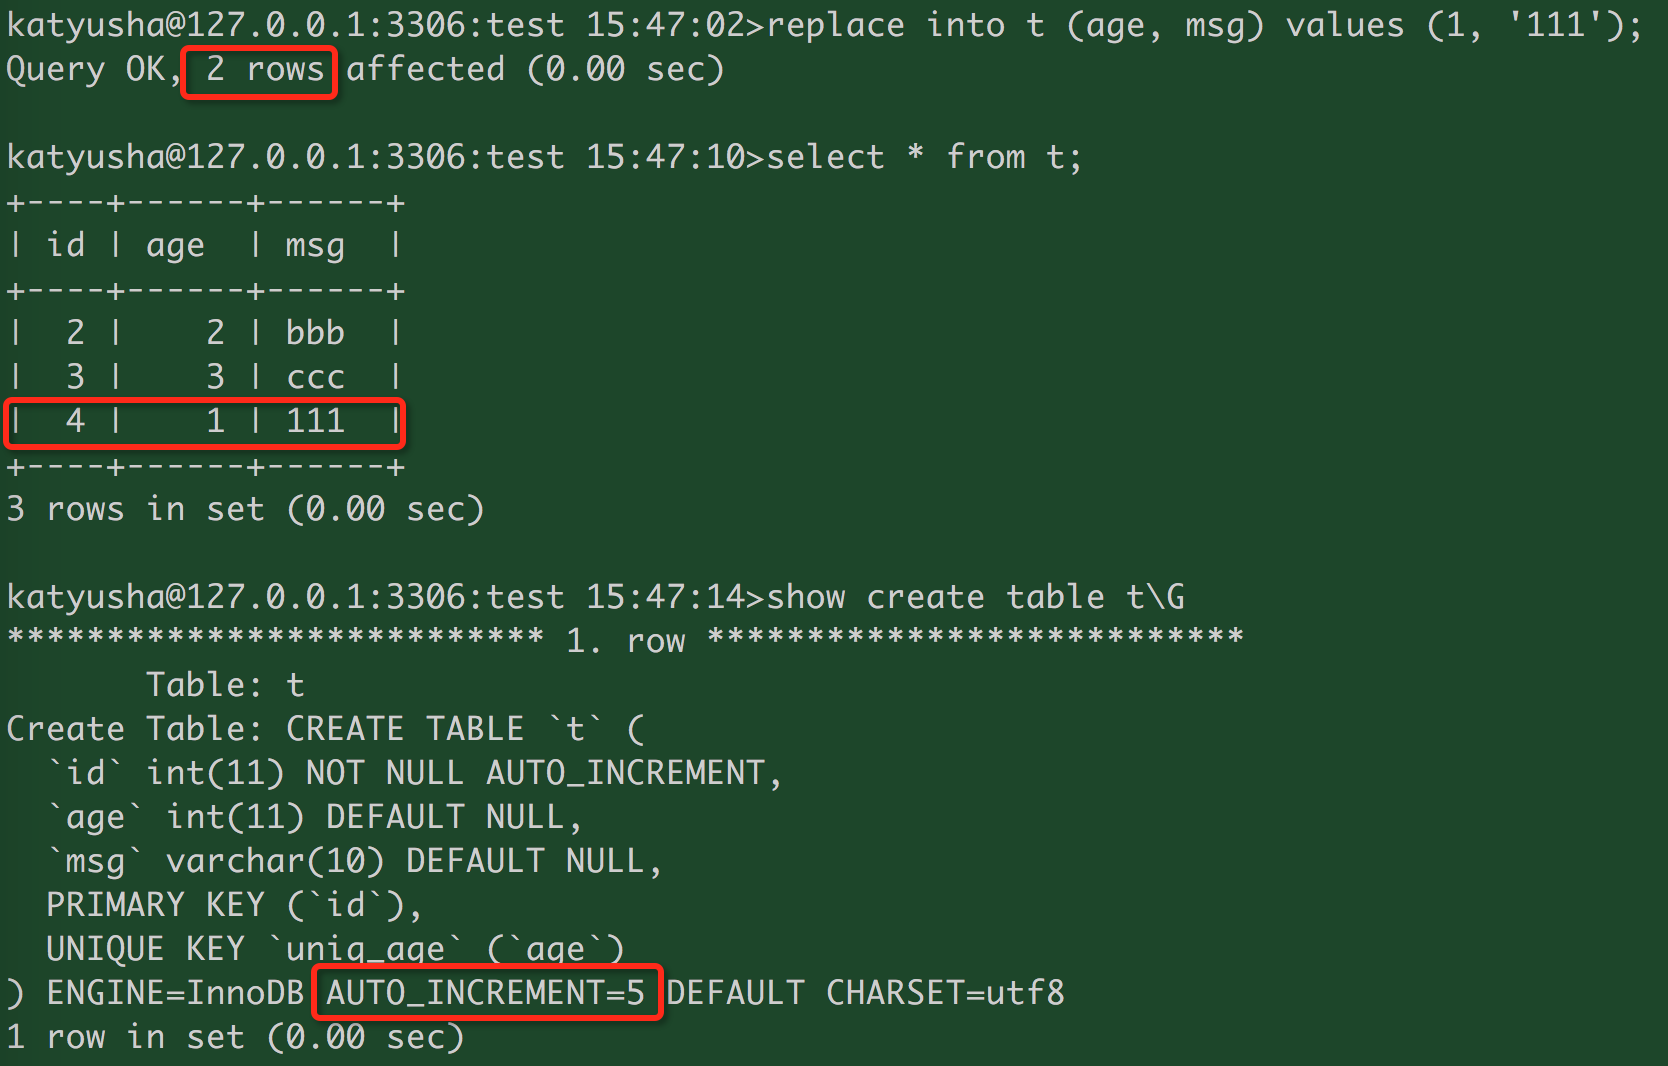 katyusha@127.0.0.1:3306:test 15:47:02>replace into t (age, msg) values (1, '111');
Query OK, 2 rows affected (0.00 sec)
katyusha@127.0.0.1:3306:test 15:47:10>select * from t;
+----+------+------+
| id | age  | msg  |
+----+------+------+
|  2 |    2 | bbb  |
|  3 |    3 | ccc  |
|  4 |    1 | 111  |
+----+------+------+
3 rows in set (0.00 sec)
katyusha@127.0.0.1:3306:test 15:47:14>show create table t\G
*************************** 1. row ***************************
       Table: t
Create Table: CREATE TABLE `t` (
  `id` int(11) NOT NULL AUTO_INCREMENT,
  `age` int(11) DEFAULT NULL,
  `msg` varchar(10) DEFAULT NULL,
  PRIMARY KEY (`id`),
  UNIQUE KEY `uniq_age` (`age`)
) ENGINE=InnoDB AUTO_INCREMENT=5 DEFAULT CHARSET=utf8
1 row in set (0.00 sec)